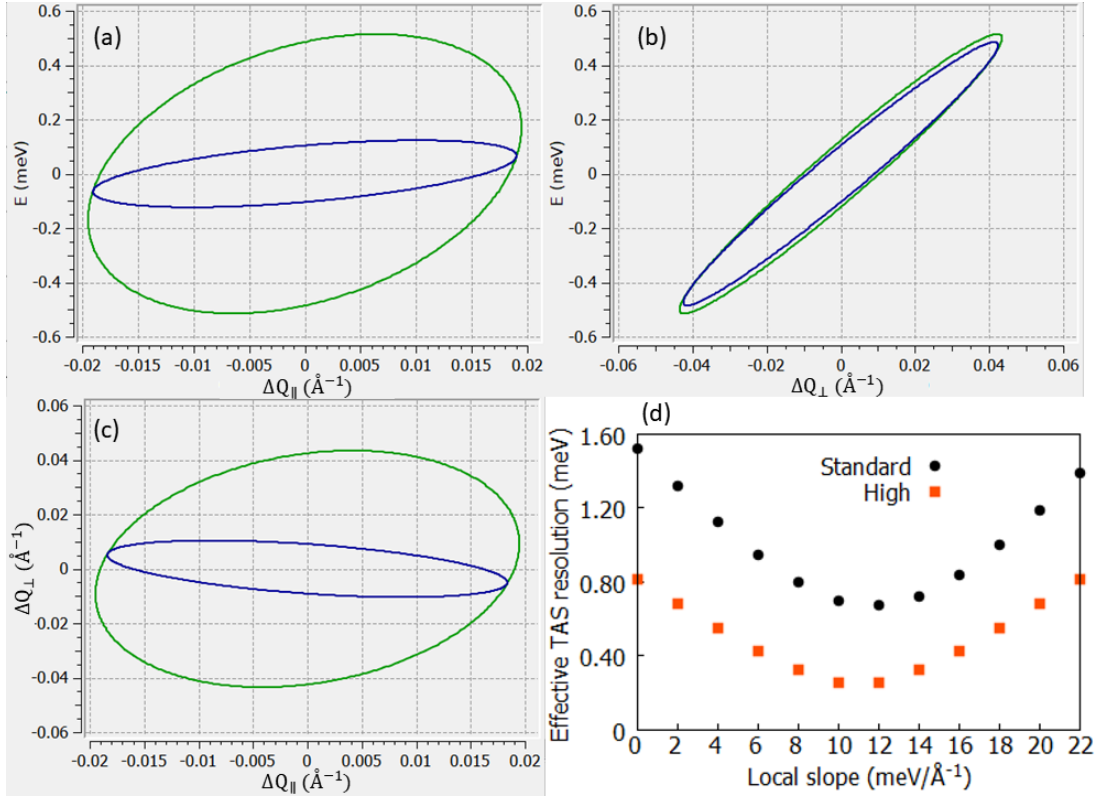 (a)
E (meV)
0.4
0.2
0
-0.2
-0.4
-0.6
-0.02 -0.015 -0.01 -0.005 0 0.005 0.01 0.015 0.02
ΔQ∥ (Å⁻¹)
(b)
E (meV)
0.4
0.2
0
-0.2
-0.4
-0.6
-0.06 -0.04 -0.02 0 0.02 0.04 0.06
ΔQ⊥ (Å⁻¹)
(c)
ΔQ⊥ (Å⁻¹)
0.06
0.04
0.02
0
-0.02
-0.04
-0.06
-0.02 -0.015 -0.01 -0.005 0 0.005 0.01 0.015 0.02
ΔQ∥ (Å⁻¹)
(d)
Effective TAS resolution (meV)
1.60
1.20
0.80
0.40
0
Standard
High
0 2 4 6 8 10 12 14 16 18 20 22
Local slope (meV/Å⁻¹)